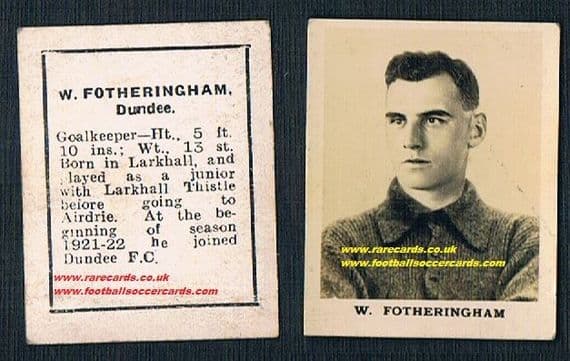 W. FOTHERINGHAM,
Dundee.
Goalkeeper—Ht., 5 ft.
10 ins.; Wt., 13 st.
Born in Larkhall, and
layed as a junior
with Larkhall Thistle
before going to
Airdrie. At the be-
ginning of season
1921-22 he joined
Dundee F.C.
www.rarecards.co.uk
www.footballsoccercards.com
www.rarecards.co.uk
www.footballsoccercards.com
W. FOTHERINGHAM